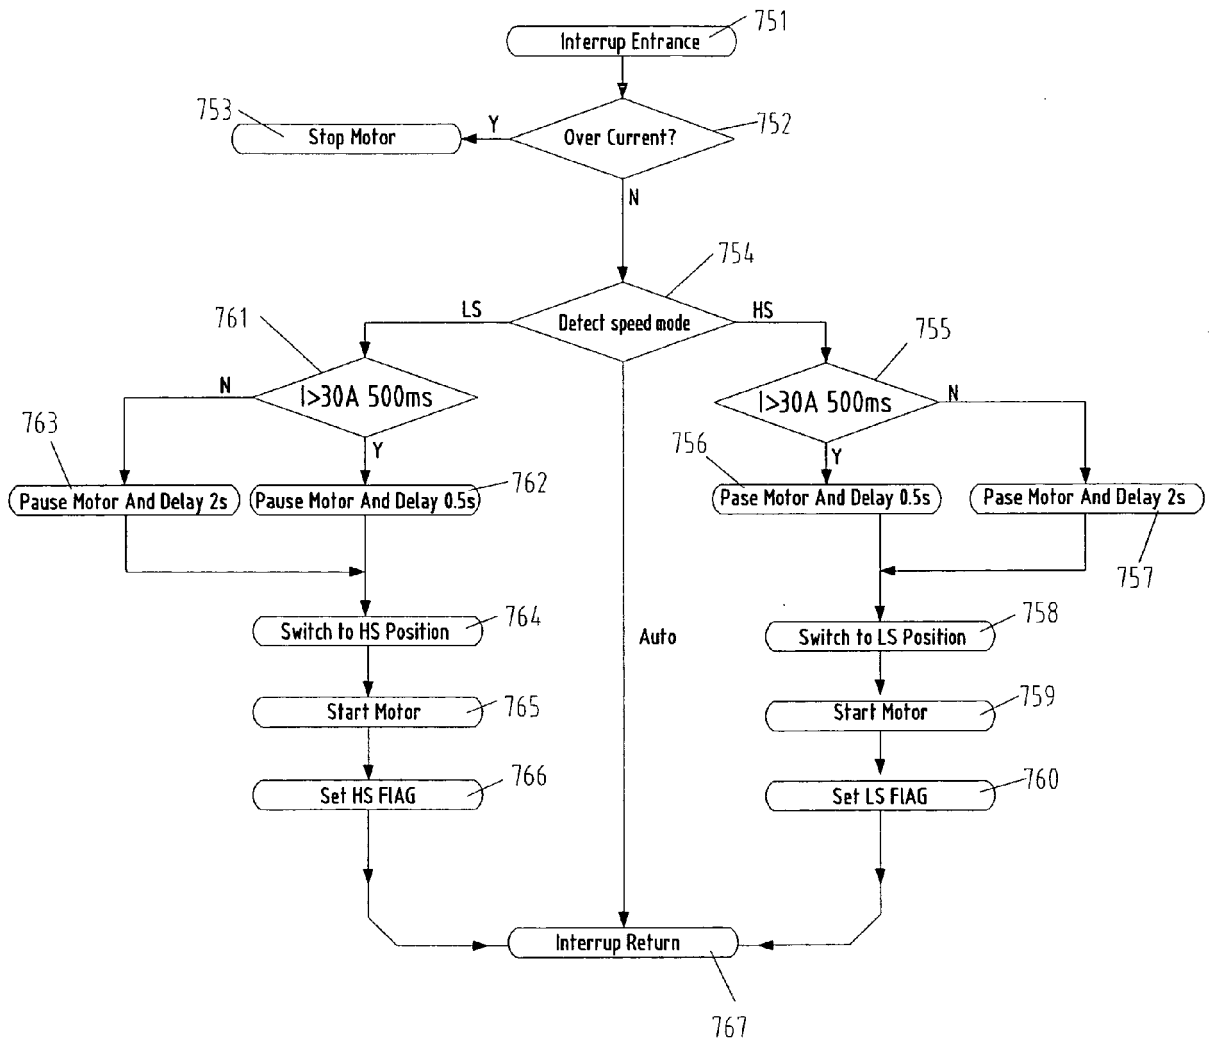 751
Interrup Entrance
753
Y
Stop Motor
Over Current?
752
N
754
LS
HS
761
Detect speed mode
755
N
I>30A 500ms
I>30A 500ms
N
763
Y
756
Y
762
Pause Motor And Delay 2s
Pause Motor And Delay 0.5s
Pase Motor And Delay 0.5s
Pase Motor And Delay 2s
757
764
758
Switch to HS Position
Auto
Switch to LS Position
765
759
Start Motor
Start Motor
766
760
Set HS FlAG
Set LS FlAG
Interrup Return
767